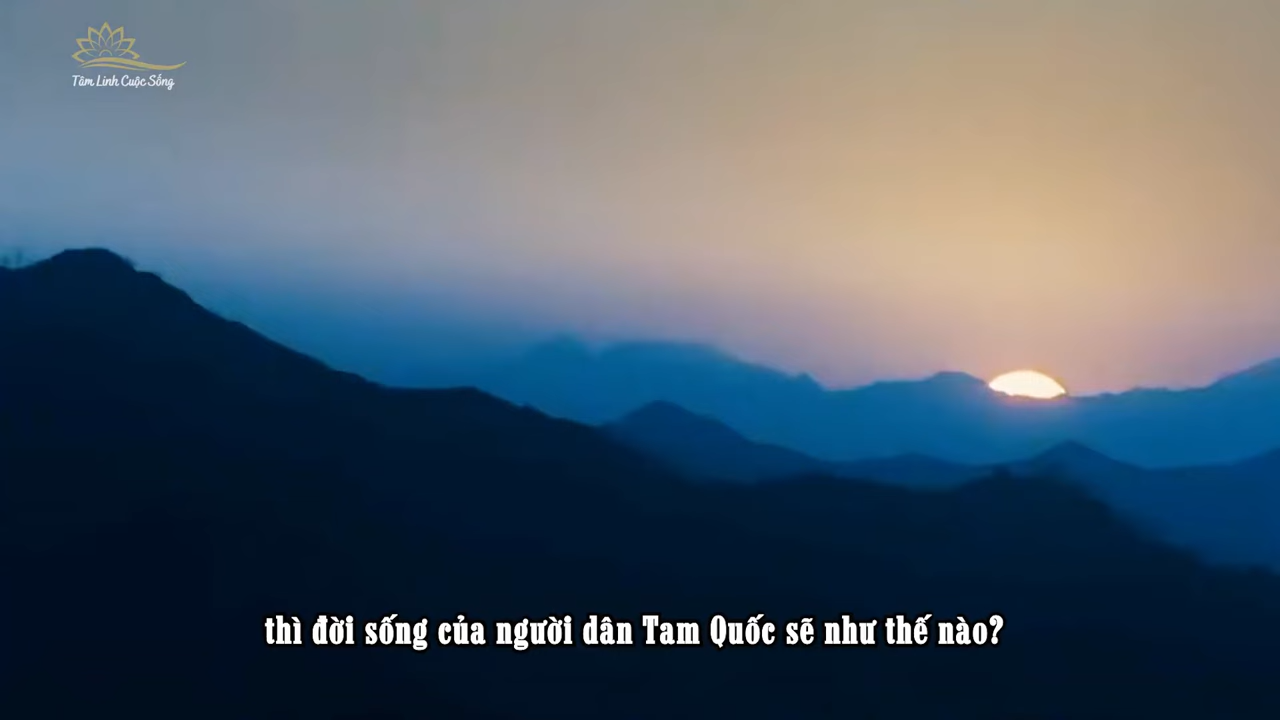 Tâm Linh Cuộc Sống
thì đời sống của người dân Tam Quốc sẽ như thế nào?